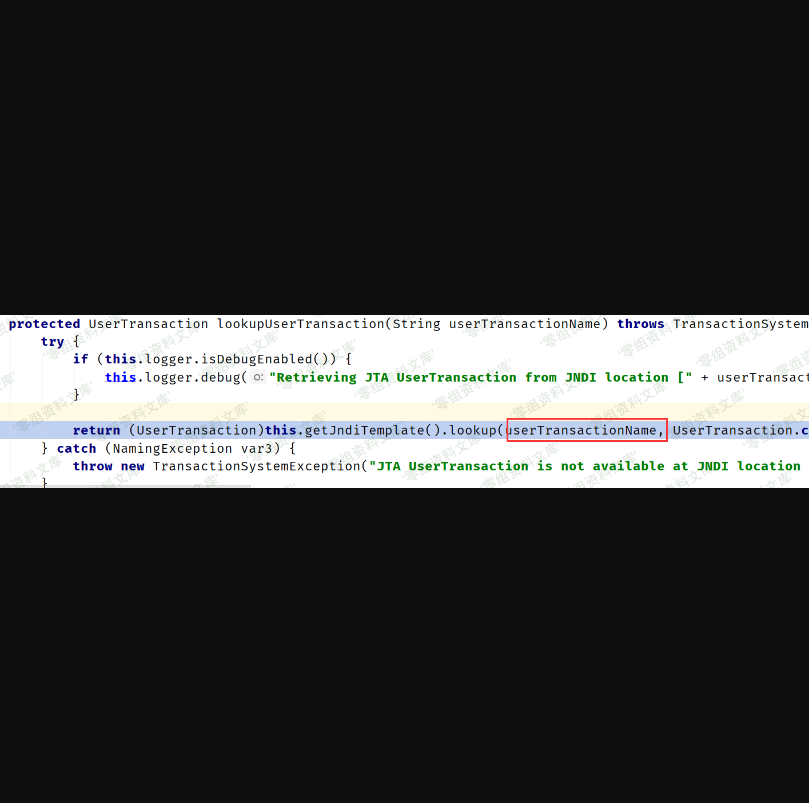 protected UserTransaction lookupUserTransaction(String userTransactionName) throws TransactionSystem
try {
if (this.logger.isDebugEnabled()) {
this.logger.debug( o: "Retrieving JTA UserTransaction from JNDI location [" + userTransact
}
return (UserTransaction)this.getJndiTemplate().lookup(userTransactionName, UserTransaction.c
} catch (NamingException var3) {
throw new TransactionSystemException("JTA UserTransaction is not available at JNDI location
}
零组资料文库